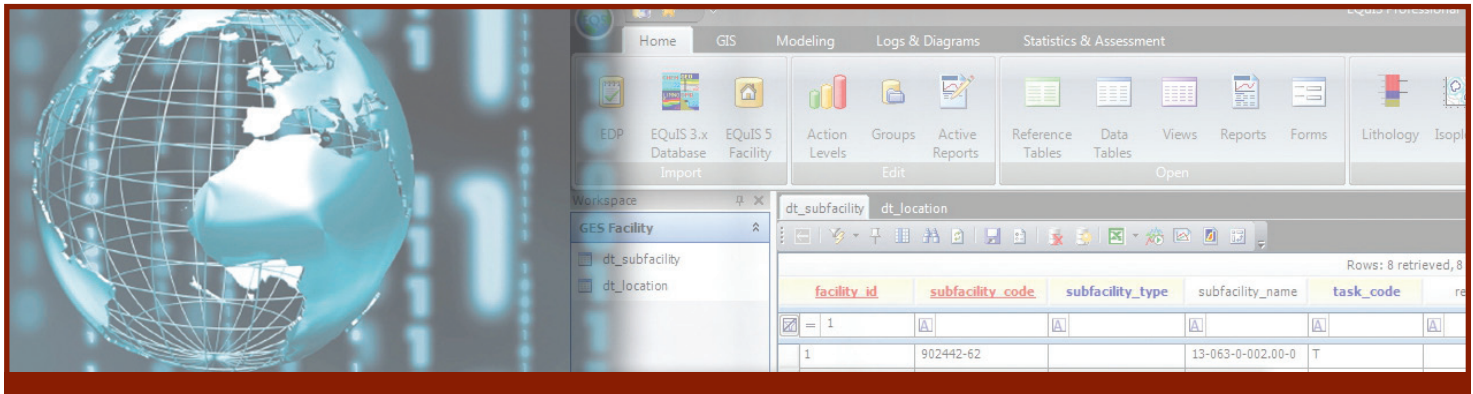 EQuIS Professional
Home GIS Modeling Logs & Diagrams Statistics & Assessment
EDP EQuIS 3.x EQuIS 5 Action Groups Active Reference Data Views Reports Forms Lithology
Database Facility Levels Reports Tables Tables
Import Edit Open
Workspace
dt_subfacility dt_location
GES Facility
dt_subfacility
Rows: 8 retrieved, 8
dt_location
facility_id subfacility_code subfacility_type subfacility_name task_code re
= 1
1 902442-62 13-063-0-002.00-0 T